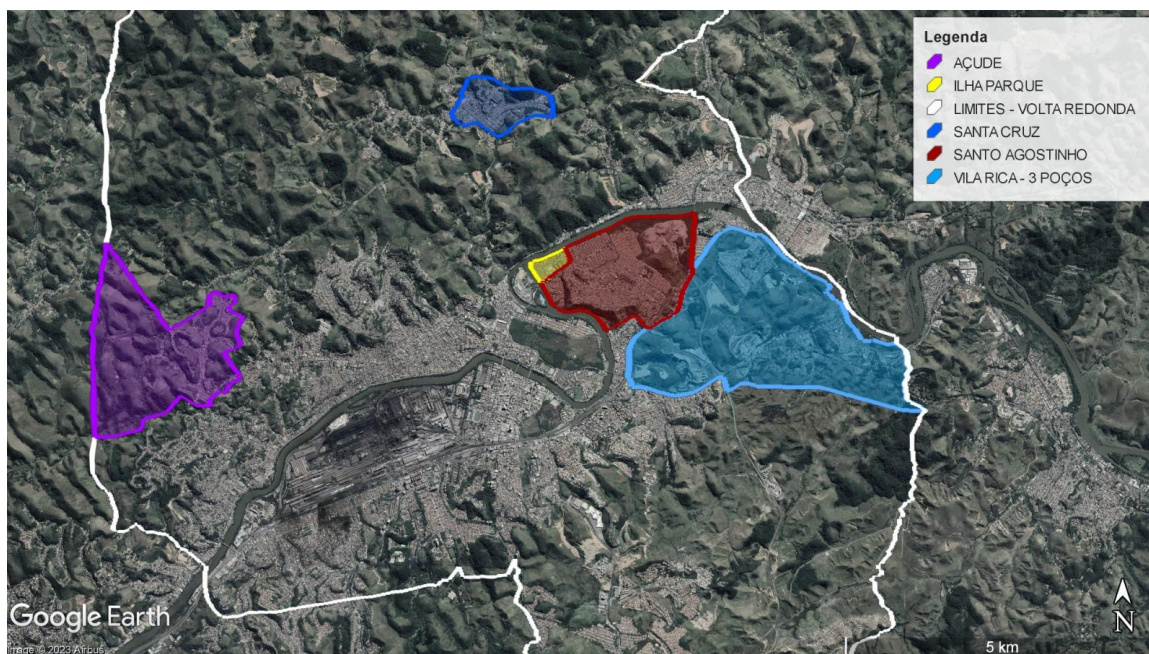 Legenda
AÇUDE
ILHA PARQUE
LIMITES - VOLTA REDONDA
SANTA CRUZ
SANTO AGOSTINHO
VILA RICA - 3 POÇOS
Google Earth
Image © 2023 Airbus
N
5 km